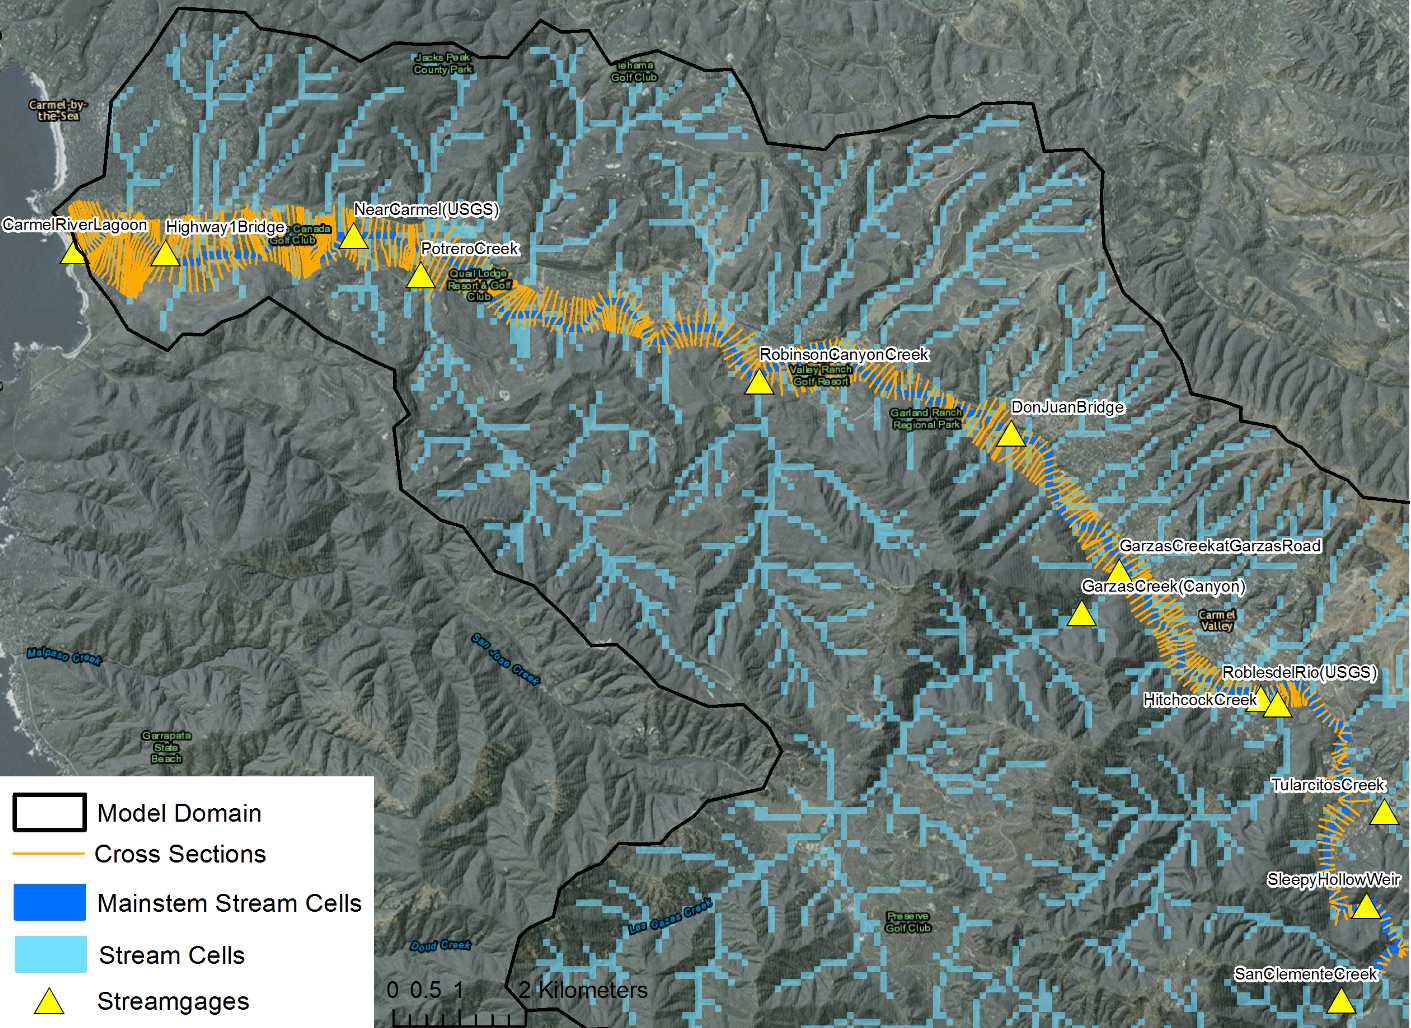 Jacks Peak
County Park
Tehama
Golf Club
Carmel-by-
the-Sea
NearCarmel(USGS)
CarmelRiverLagoon
Highway1Bridge
Canada
Golf Club
PotreroCreek
Quail Lodge
Resort & Golf
Club
RobinsonCanyonCreek
Valley Ranch
Golf Resort
DonJuanBridge
Garland Ranch
Regional Park
GarzasCreekatGarzasRoad
GarzasCreek(Canyon)
Carmel
Valley
Malpaso Creek
San Jose Creek
RoblesdelRio(USGS)
HitchcockCreek
Garrapata
State
Beach
TularcitosCreek
SleepyHollowWeir
Las Gazas Creek
Preserve
Golf Club
Doud Creek
SanClementeCreek
Model Domain
Cross Sections
Mainstem Stream Cells
Stream Cells
Streamgages
0 0.5 1 2 Kilometers